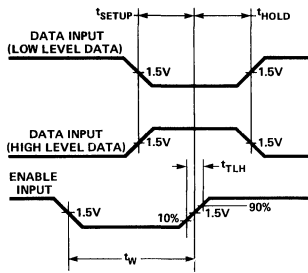 tSETUP
tHOLD
DATA INPUT
(LOW LEVEL DATA)
1.5V
1.5V
DATA INPUT
(HIGH LEVEL DATA)
1.5V
1.5V
tTLH
ENABLE
INPUT
1.5V
10%
1.5V
90%
tW